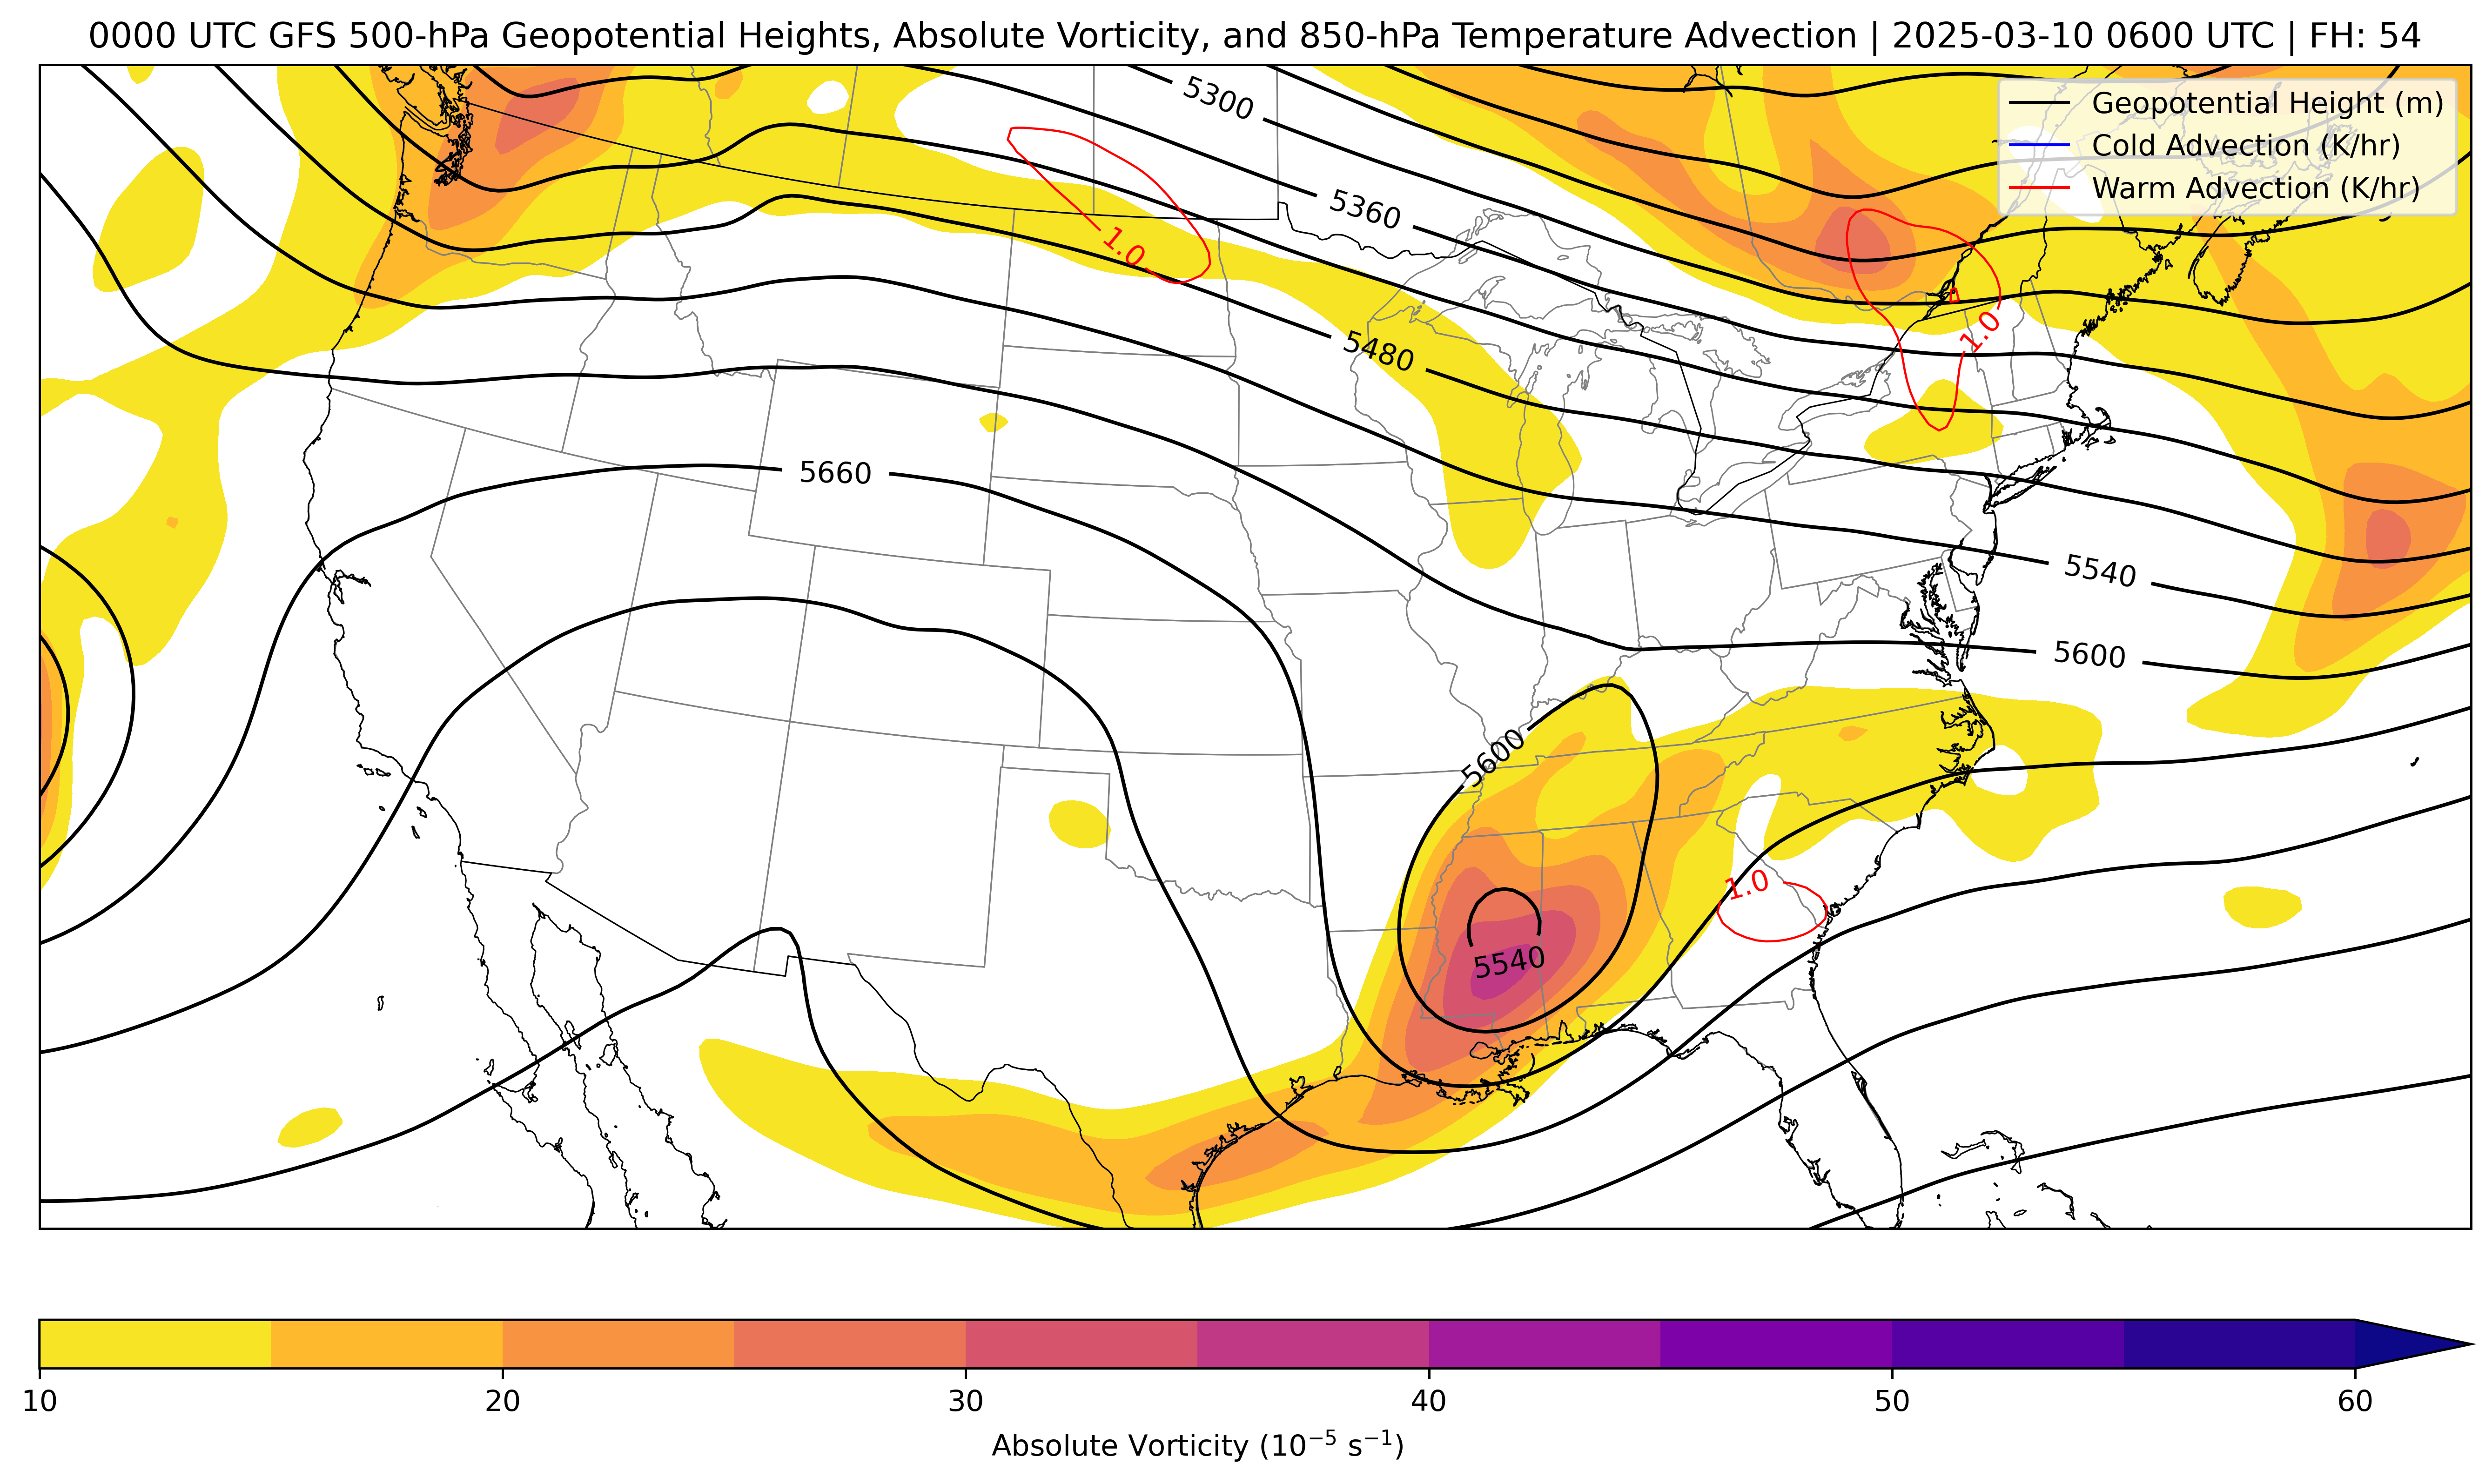 0000 UTC GFS 500-hPa Geopotential Heights, Absolute Vorticity, and 850-hPa Temperature Advection | 2025-03-10 0600 UTC | FH: 54
Geopotential Height (m)
Cold Advection (K/hr)
Warm Advection (K/hr)
5300
5360
1.0
1.0
5480
5660
5540
5600
5600
1.0
5540
10 20 30 40 50 60
Absolute Vorticity (10⁻⁵ s⁻¹)